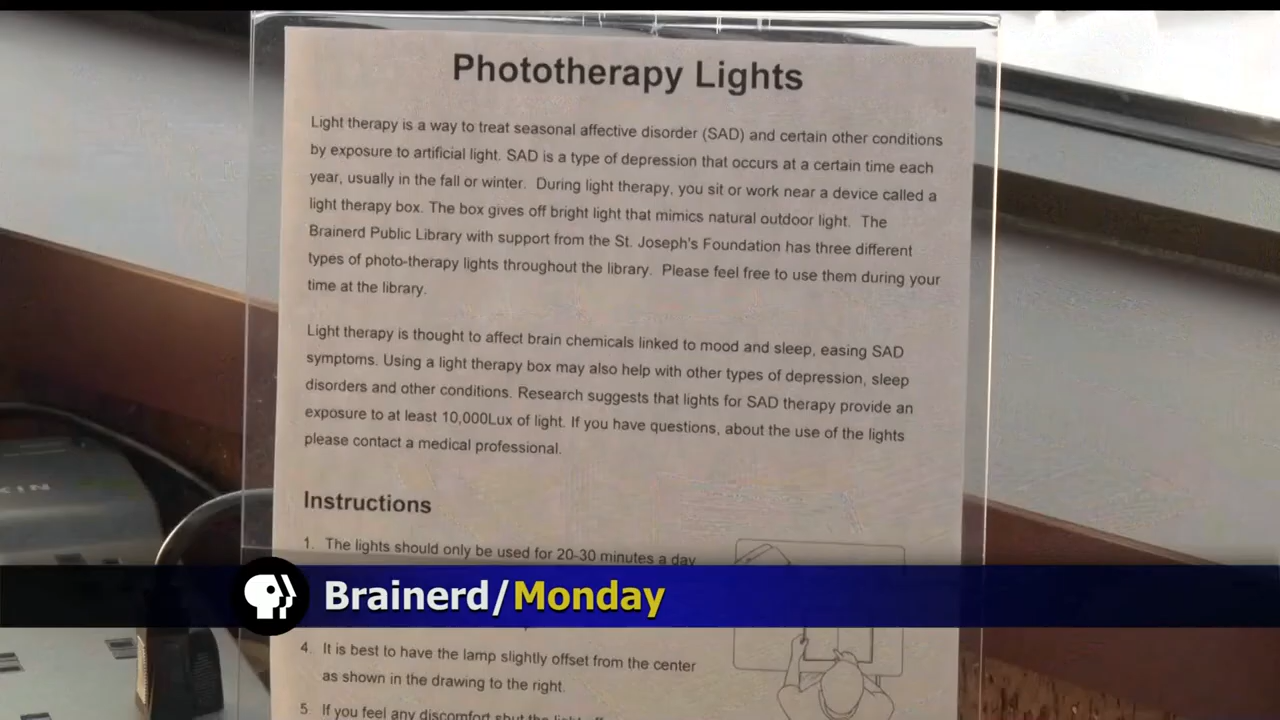 Phototherapy Lights
Light therapy is a way to treat seasonal affective disorder (SAD) and certain other conditions
by exposure to artificial light. SAD is a type of depression that occurs at a certain time each
year, usually in the fall or winter. During light therapy, you sit or work near a device called a
light therapy box. The box gives off bright light that mimics natural outdoor light. The
Brainerd Public Library with support from the St. Joseph's Foundation has three different
types of photo-therapy lights throughout the library. Please feel free to use them during your
time at the library.
Light therapy is thought to affect brain chemicals linked to mood and sleep, easing SAD
symptoms. Using a light therapy box may also help with other types of depression, sleep
disorders and other conditions. Research suggests that lights for SAD therapy provide an
exposure to at least 10,000Lux of light. If you have questions, about the use of the lights
please contact a medical professional.
Instructions
1. The lights should only be used for 20-30 minutes a day
Brainerd/Monday
4. It is best to have the lamp slightly offset from the center
as shown in the drawing to the right.
5 If you feel any discomfort shut the light off